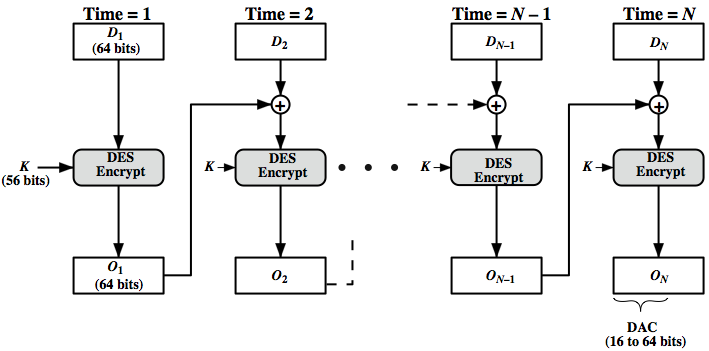 Time = 1
Time = 2
Time = N – 1
Time = N
D1
(64 bits)
D2
DN–1
DN
+
+
+
K
(56 bits)
DES
Encrypt
K
DES
Encrypt
K
DES
Encrypt
K
DES
Encrypt
O1
(64 bits)
O2
ON–1
ON
DAC
(16 to 64 bits)